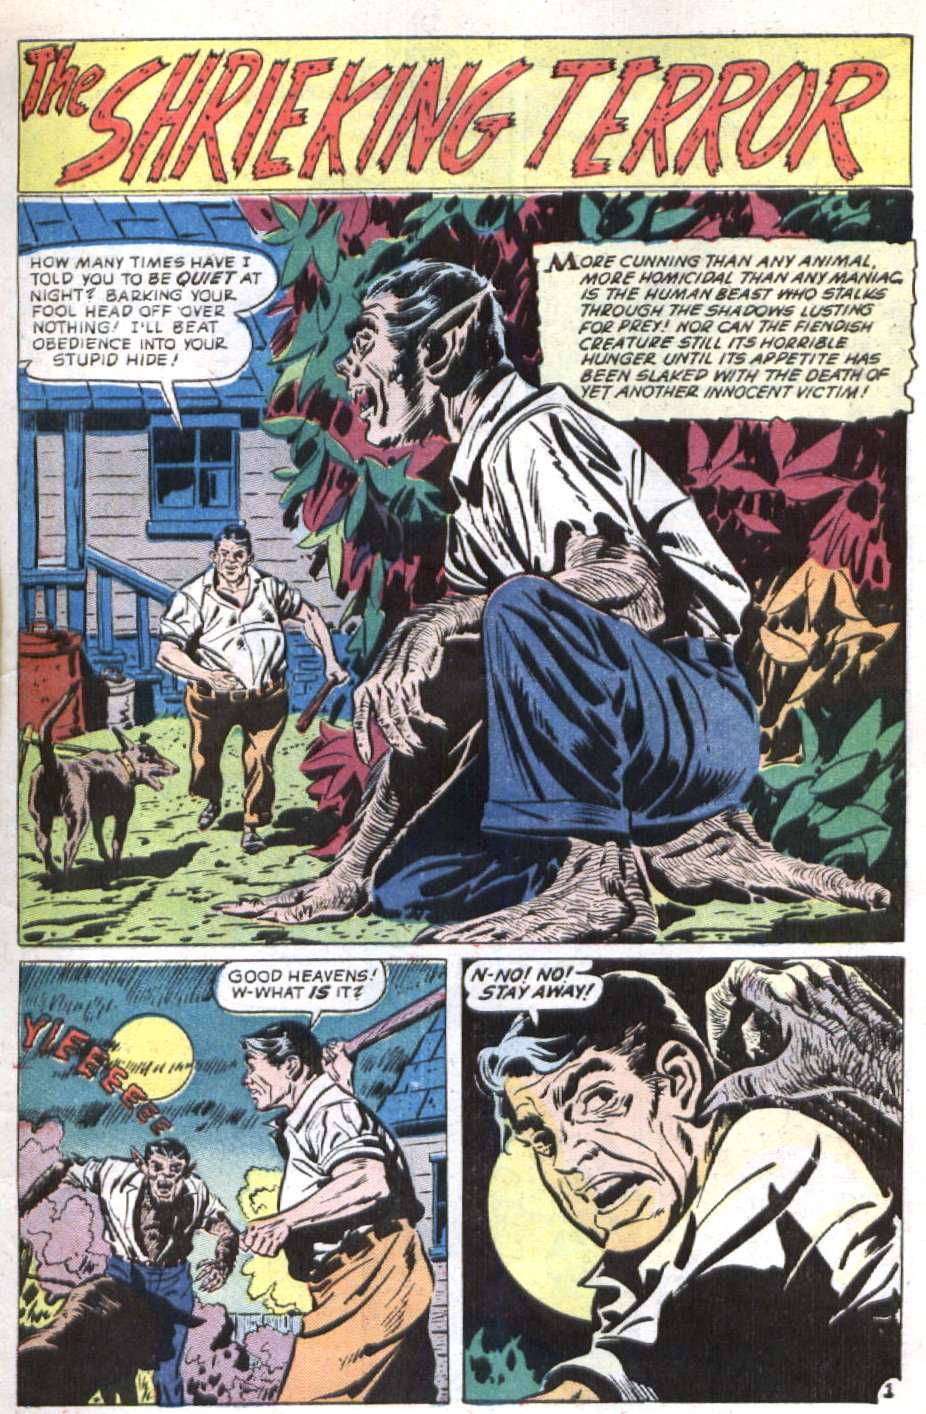 The SHRIEKING TERROR
HOW MANY TIMES HAVE I
TOLD YOU TO BE QUIET AT
NIGHT? BARKING YOUR
FOOL HEAD OFF OVER
NOTHING! I'LL BEAT
OBEDIENCE INTO YOUR
STUPID HIDE!
MORE CUNNING THAN ANY ANIMAL,
MORE HOMICIDAL THAN ANY MANIAC
IS THE HUMAN BEAST WHO STALKS
THROUGH THE SHADOWS LUSTING
FOR PREY! NOR CAN THE FIENDISH
CREATURE STILL ITS HORRIBLE
HUNGER UNTIL ITS APPETITE HAS
BEEN SLAKED WITH THE DEATH OF
YET ANOTHER INNOCENT VICTIM!
GOOD HEAVENS!
W-WHAT IS IT?
YIEEEEEEE
N-NO! NO!
STAY AWAY!
1